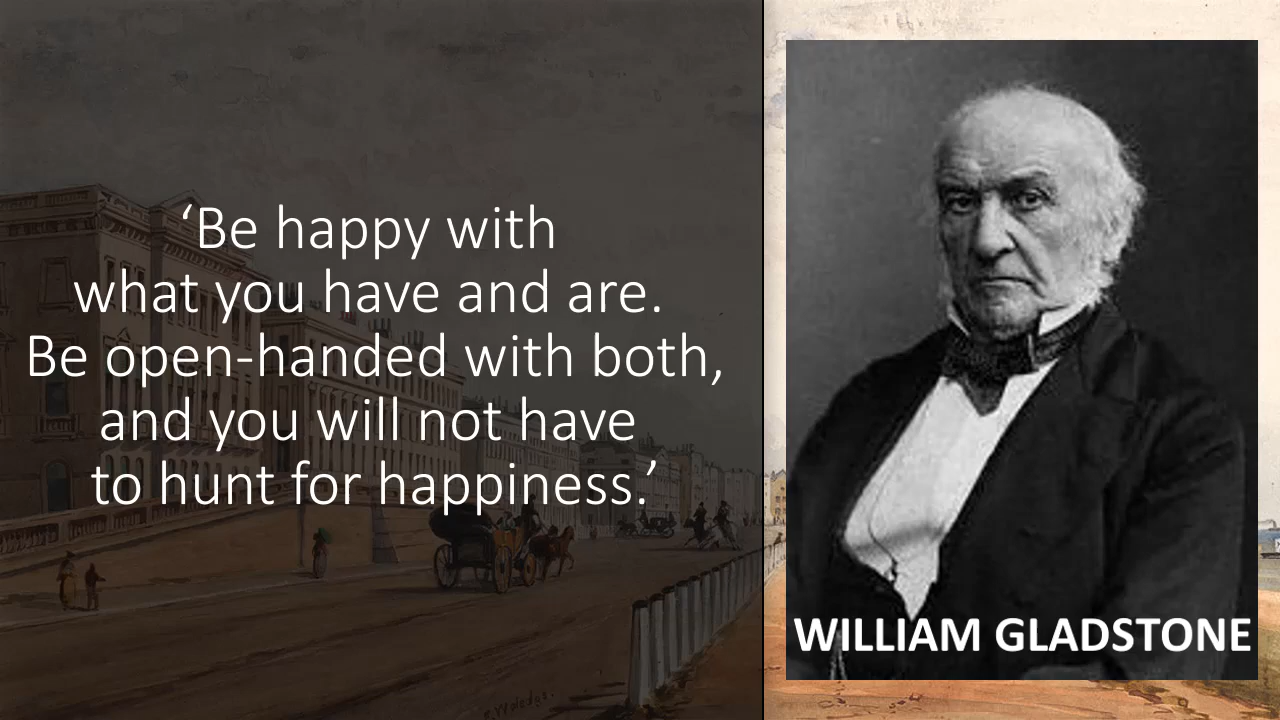 ‘Be happy with
what you have and are.
Be open-handed with both,
and you will not have
to hunt for happiness.’
WILLIAM GLADSTONE